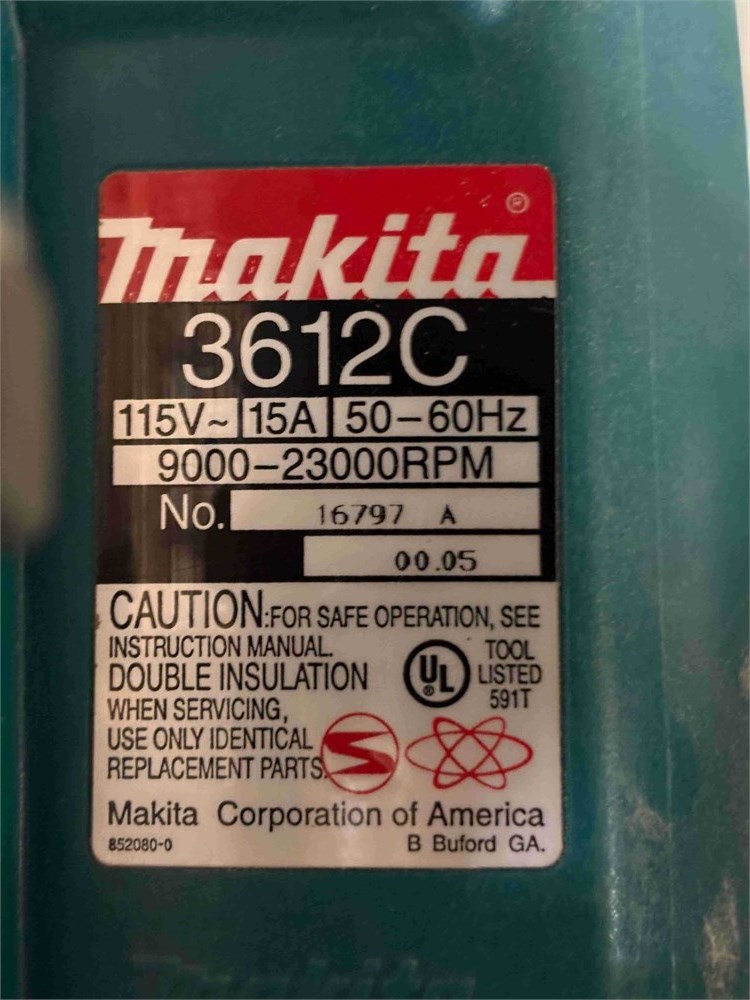 makita®
3612C
115V~ 15A 50–60Hz
9000–23000RPM
No. 16797 A
00.05
CAUTION:FOR SAFE OPERATION, SEE
INSTRUCTION MANUAL.
DOUBLE INSULATION
WHEN SERVICING,
USE ONLY IDENTICAL
REPLACEMENT PARTS.
UL®
TOOL
LISTED
591T
Makita Corporation of America
852080-0 B Buford GA.